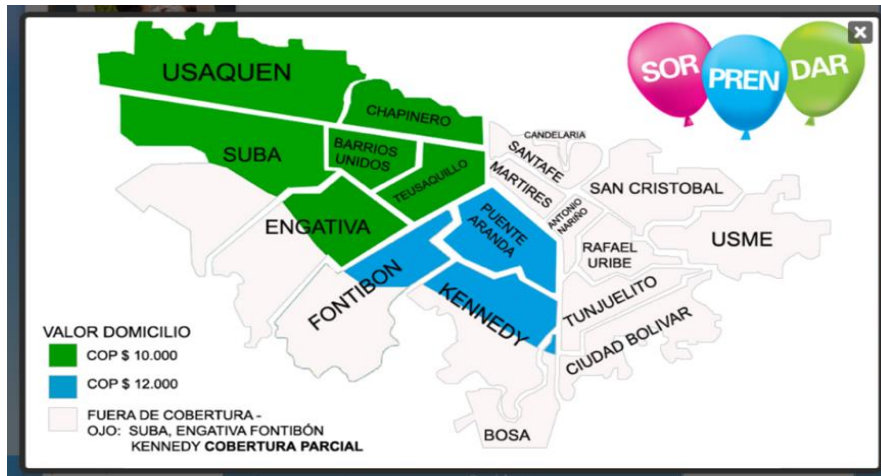 SOR
PREN
DAR
USAQUEN
CHAPINERO
CANDELARIA
SUBA
BARRIOS
UNIDOS
SANTAFE
TEUSAQUILLO
MARTIRES
SAN CRISTOBAL
ENGATIVA
PUENTE
ARANDA
ANTONIO
NARIÑO
RAFAEL
URIBE
USME
FONTIBON
KENNEDY
TUNJUELITO
CIUDAD BOLIVAR
BOSA
VALOR DOMICILIO
COP $ 10.000
COP $ 12.000
FUERA DE COBERTURA -
OJO: SUBA, ENGATIVA FONTIBÓN
KENNEDY COBERTURA PARCIAL